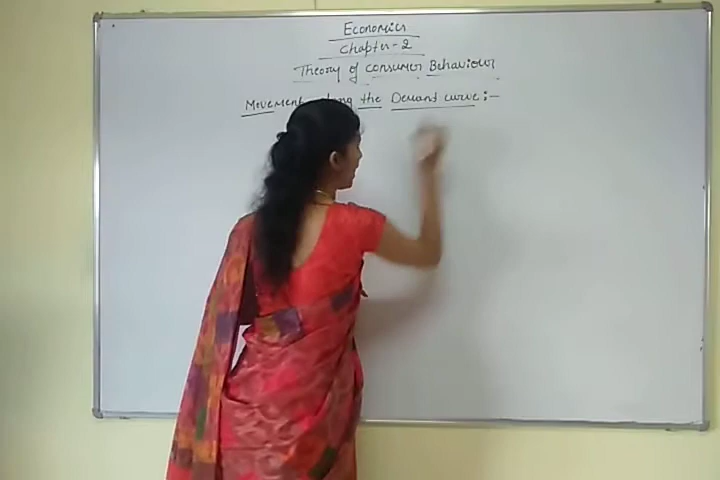 Economics
Chapter-2
Theory of consumer Behaviour
Movement along the Demand curve :-